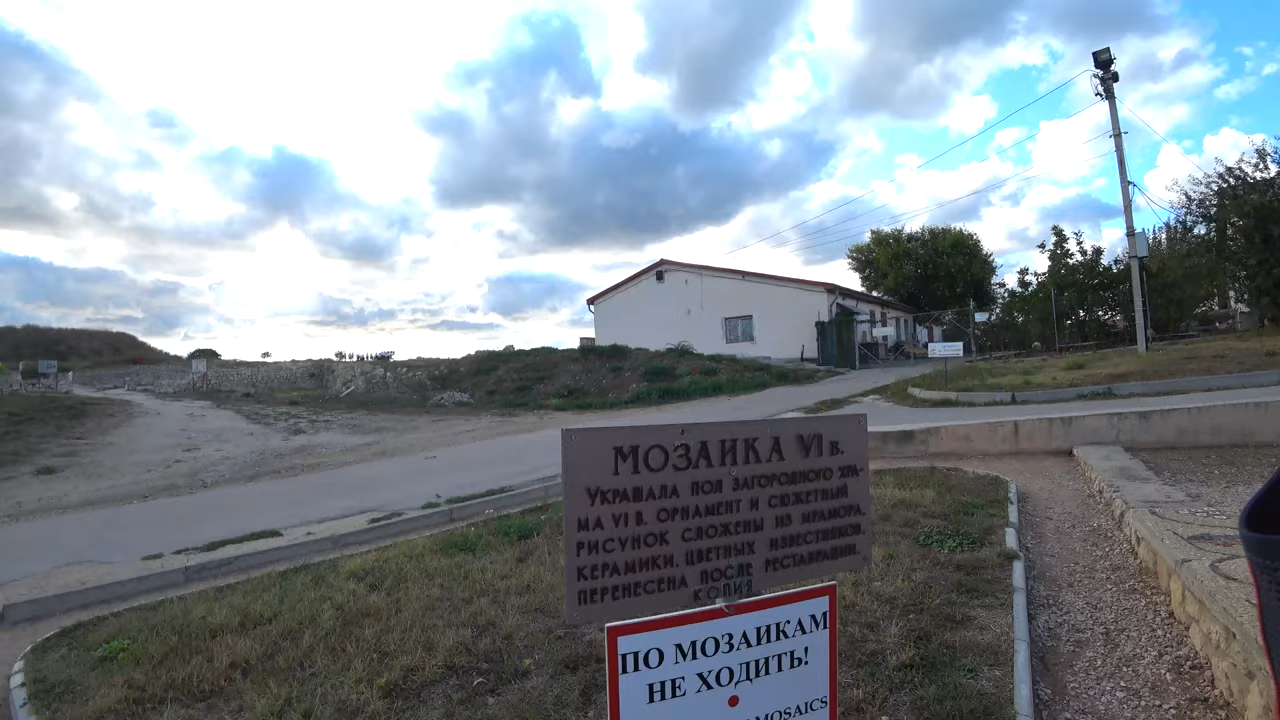 МОЗАИКА VI в.
УКРАШАЛА ПОЛ ЗАГОРОДНОГО ХРА-
МА VI В. ОРНАМЕНТ И СЮЖЕТНЫЙ
РИСУНОК СЛОЖЕНЫ ИЗ МРАМОРА,
КЕРАМИКИ, ЦВЕТНЫХ ИЗВЕСТНЯКОВ.
ПЕРЕНЕСЕНА ПОСЛЕ РЕСТАВРАЦИИ.
КОПИЯ
ПО МОЗАИКАМ
НЕ ХОДИТЬ!
MOSAICS